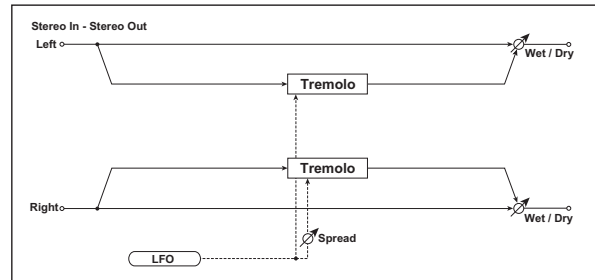 Stereo In - Stereo Out
Left
Wet / Dry
Tremolo
Tremolo
Right
Wet / Dry
Spread
LFO